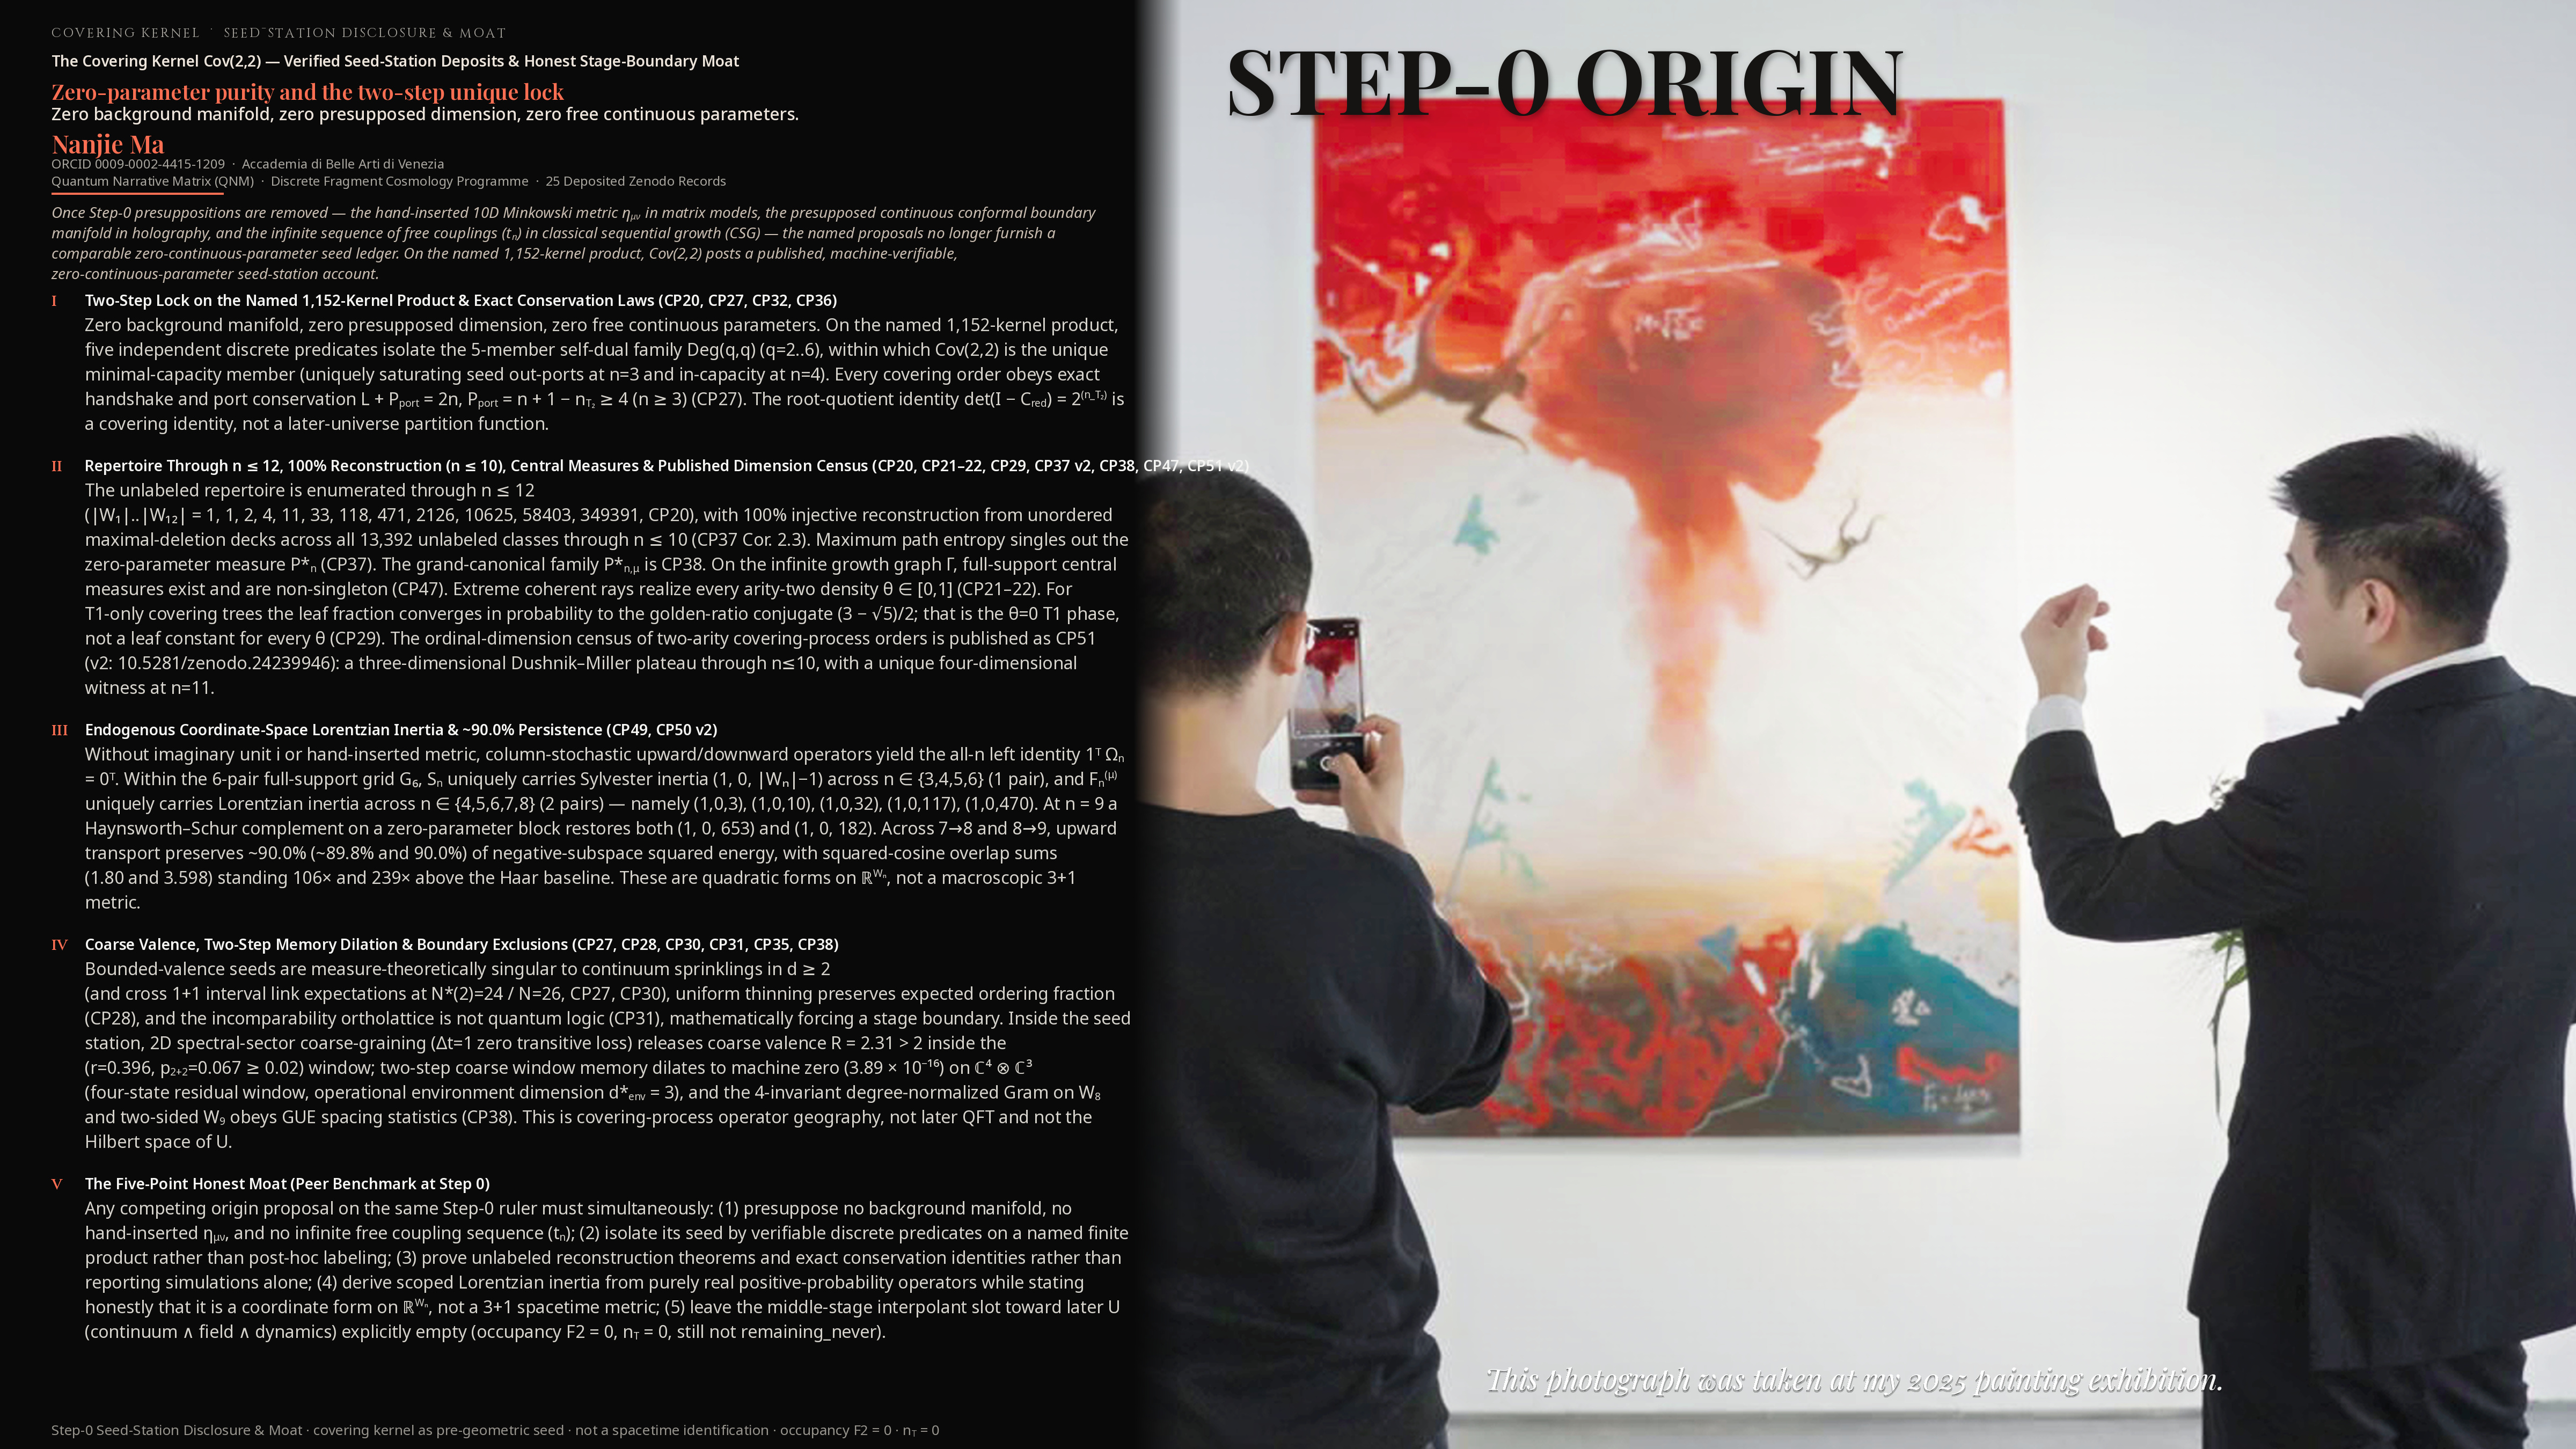 COVERING KERNEL · SEED-STATION DISCLOSURE & MOAT
The Covering Kernel Cov(2,2) — Verified Seed-Station Deposits & Honest Stage-Boundary Moat
Zero-parameter purity and the two-step unique lock
Zero background manifold, zero presupposed dimension, zero free continuous parameters.
Nanjie Ma
ORCID 0009-0002-4415-1209 · Accademia di Belle Arti di Venezia
Quantum Narrative Matrix (QNM) · Discrete Fragment Cosmology Programme · 25 Deposited Zenodo Records
Once Step-0 presuppositions are removed — the hand-inserted 10D Minkowski metric ημν in matrix models, the presupposed continuous conformal boundary
manifold in holography, and the infinite sequence of free couplings (tₙ) in classical sequential growth (CSG) — the named proposals no longer furnish a
comparable zero-continuous-parameter seed ledger. On the named 1,152-kernel product, Cov(2,2) posts a published, machine-verifiable,
zero-continuous-parameter seed-station account.
I Two-Step Lock on the Named 1,152-Kernel Product & Exact Conservation Laws (CP20, CP27, CP32, CP36)
Zero background manifold, zero presupposed dimension, zero free continuous parameters. On the named 1,152-kernel product,
five independent discrete predicates isolate the 5-member self-dual family Deg(q,q) (q=2..6), within which Cov(2,2) is the unique
minimal-capacity member (uniquely saturating seed out-ports at n=3 and in-capacity at n=4). Every covering order obeys exact
handshake and port conservation L + Pport = 2n, Pport = n + 1 − nT₂ ≥ 4 (n ≥ 3) (CP27). The root-quotient identity det(I − Cred) = 2^(n_T₂) is
a covering identity, not a later-universe partition function.
II Repertoire Through n ≤ 12, 100% Reconstruction (n ≤ 10), Central Measures & Published Dimension Census (CP20, CP21–22, CP29, CP37 v2, CP38, CP47, CP51 v2)
The unlabeled repertoire is enumerated through n ≤ 12
(|W₁|..|W₁₂| = 1, 1, 2, 4, 11, 33, 118, 471, 2126, 10625, 58403, 349391, CP20), with 100% injective reconstruction from unordered
maximal-deletion decks across all 13,392 unlabeled classes through n ≤ 10 (CP37 Cor. 2.3). Maximum path entropy singles out the
zero-parameter measure P*ₙ (CP37). The grand-canonical family P*ₙ,μ is CP38. On the infinite growth graph Γ, full-support central
measures exist and are non-singleton (CP47). Extreme coherent rays realize every arity-two density θ ∈ [0,1] (CP21–22). For
T1-only covering trees the leaf fraction converges in probability to the golden-ratio conjugate (3 − √5)/2; that is the θ=0 T1 phase,
not a leaf constant for every θ (CP29). The ordinal-dimension census of two-arity covering-process orders is published as CP51
(v2: 10.5281/zenodo.24239946): a three-dimensional Dushnik–Miller plateau through n≤10, with a unique four-dimensional
witness at n=11.
III Endogenous Coordinate-Space Lorentzian Inertia & ~90.0% Persistence (CP49, CP50 v2)
Without imaginary unit i or hand-inserted metric, column-stochastic upward/downward operators yield the all-n left identity 1ᵀ Ωₙ
= 0ᵀ. Within the 6-pair full-support grid G₆, Sₙ uniquely carries Sylvester inertia (1, 0, |Wₙ|−1) across n ∈ {3,4,5,6} (1 pair), and Fₙ^(μ)
uniquely carries Lorentzian inertia across n ∈ {4,5,6,7,8} (2 pairs) — namely (1,0,3), (1,0,10), (1,0,32), (1,0,117), (1,0,470). At n = 9 a
Haynsworth–Schur complement on a zero-parameter block restores both (1, 0, 653) and (1, 0, 182). Across 7→8 and 8→9, upward
transport preserves ~90.0% (~89.8% and 90.0%) of negative-subspace squared energy, with squared-cosine overlap sums
(1.80 and 3.598) standing 106× and 239× above the Haar baseline. These are quadratic forms on ℝ^Wₙ, not a macroscopic 3+1
metric.
IV Coarse Valence, Two-Step Memory Dilation & Boundary Exclusions (CP27, CP28, CP30, CP31, CP35, CP38)
Bounded-valence seeds are measure-theoretically singular to continuum sprinklings in d ≥ 2
(and cross 1+1 interval link expectations at N*(2)=24 / N=26, CP27, CP30), uniform thinning preserves expected ordering fraction
(CP28), and the incomparability ortholattice is not quantum logic (CP31), mathematically forcing a stage boundary. Inside the seed
station, 2D spectral-sector coarse-graining (Δt=1 zero transitive loss) releases coarse valence R = 2.31 > 2 inside the
(r=0.396, p₂₊₂=0.067 ≥ 0.02) window; two-step coarse window memory dilates to machine zero (3.89 × 10⁻¹⁶) on ℂ⁴ ⊗ ℂ³
(four-state residual window, operational environment dimension d*env = 3), and the 4-invariant degree-normalized Gram on W₈
and two-sided W₉ obeys GUE spacing statistics (CP38). This is covering-process operator geography, not later QFT and not the
Hilbert space of U.
V The Five-Point Honest Moat (Peer Benchmark at Step 0)
Any competing origin proposal on the same Step-0 ruler must simultaneously: (1) presuppose no background manifold, no
hand-inserted ημν, and no infinite free coupling sequence (tₙ); (2) isolate its seed by verifiable discrete predicates on a named finite
product rather than post-hoc labeling; (3) prove unlabeled reconstruction theorems and exact conservation identities rather than
reporting simulations alone; (4) derive scoped Lorentzian inertia from purely real positive-probability operators while stating
honestly that it is a coordinate form on ℝ^Wₙ, not a 3+1 spacetime metric; (5) leave the middle-stage interpolant slot toward later U
(continuum ∧ field ∧ dynamics) explicitly empty (occupancy F2 = 0, nT = 0, still not remaining_never).
Step-0 Seed-Station Disclosure & Moat · covering kernel as pre-geometric seed · not a spacetime identification · occupancy F2 = 0 · nT = 0
STEP-0 ORIGIN
This photograph was taken at my 2025 painting exhibition.